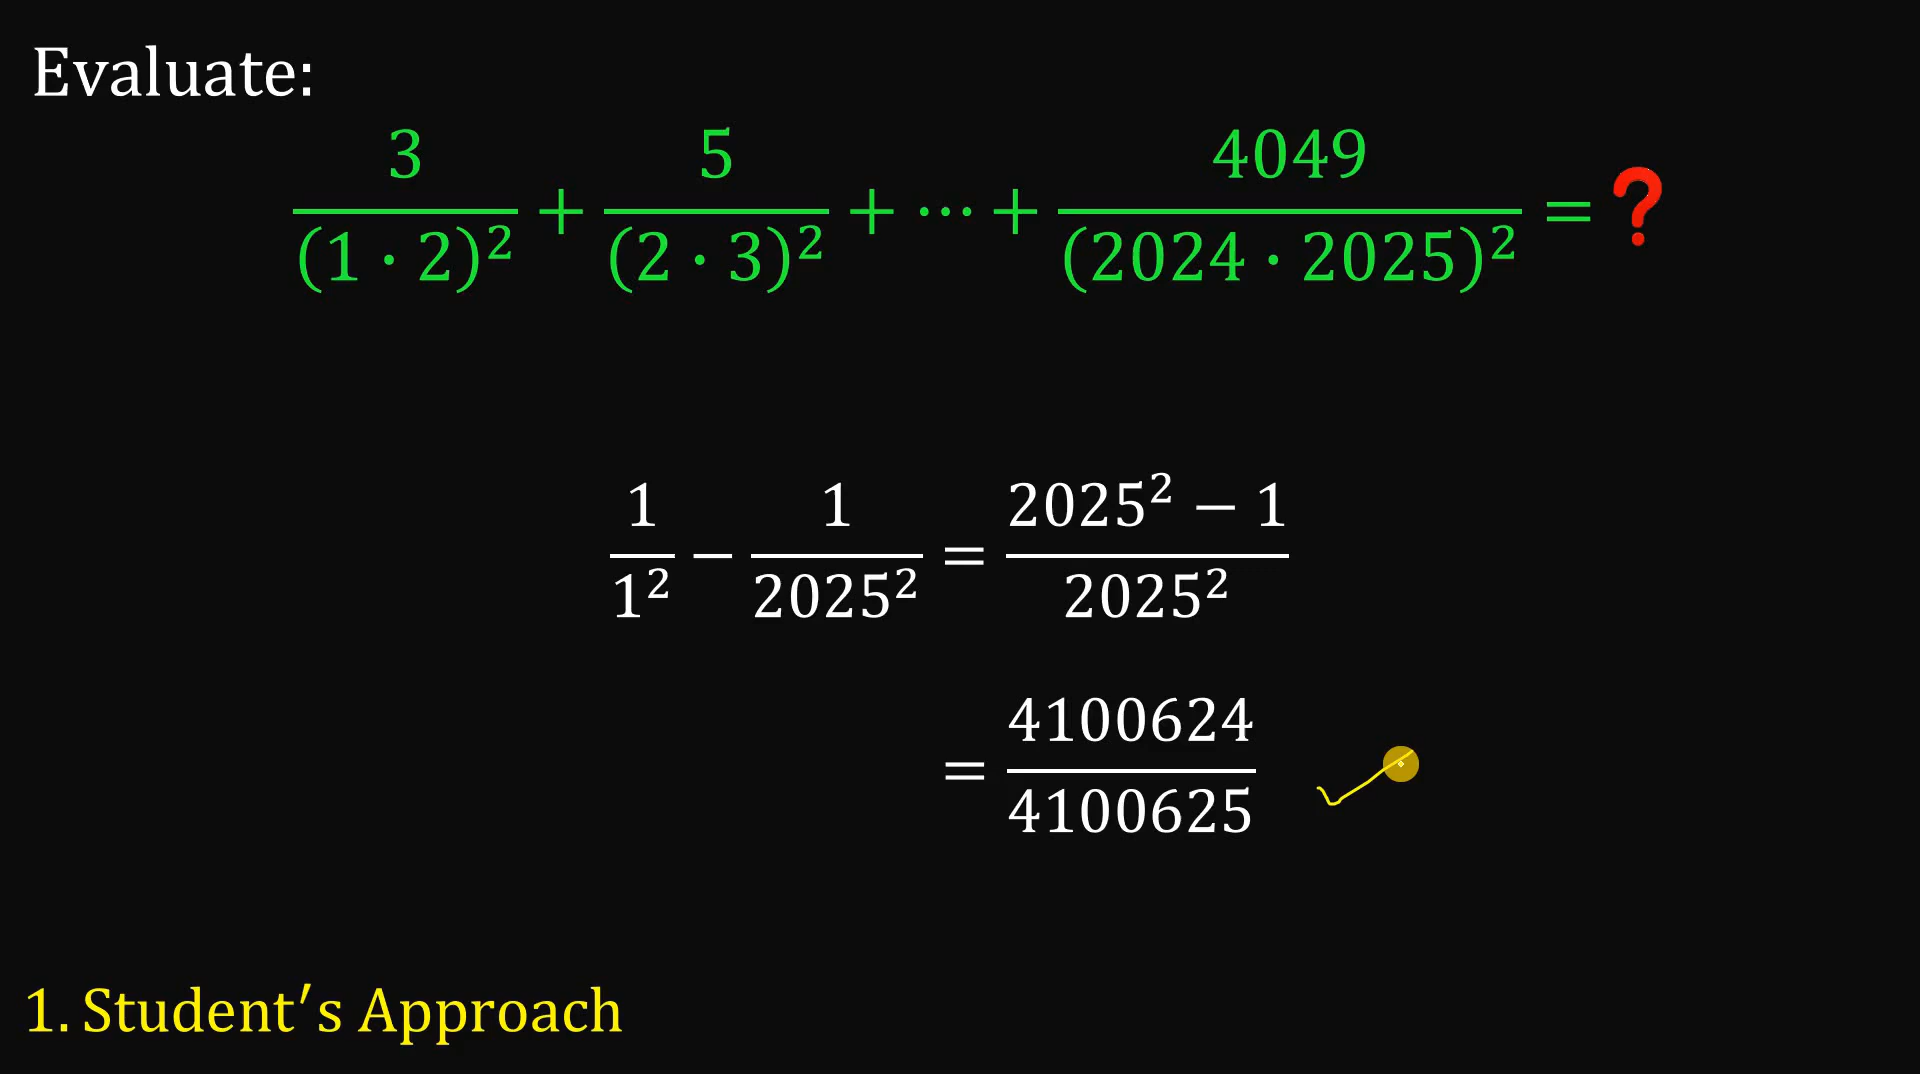 Evaluate:
3/(1 · 2)² + 5/(2 · 3)² + ··· + 4049/(2024 · 2025)² = ?
1/1² − 1/2025² = (2025² − 1)/2025²
= 4100624/4100625
1. Student′s Approach